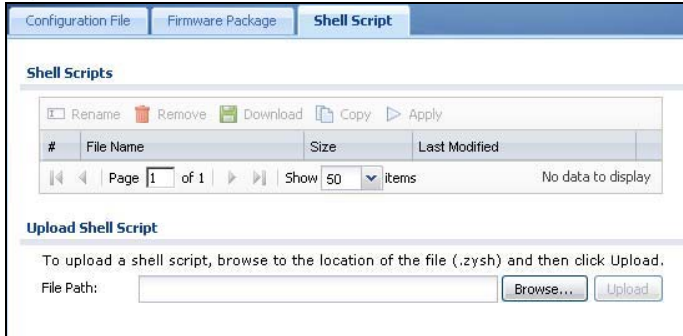 Configuration File Firmware Package Shell Script
Shell Scripts
Rename Remove Download Copy Apply
# File Name Size Last Modified
Page 1 of 1 Show 50 items No data to display
Upload Shell Script
To upload a shell script, browse to the location of the file (.zysh) and then click Upload.
File Path: Browse... Upload